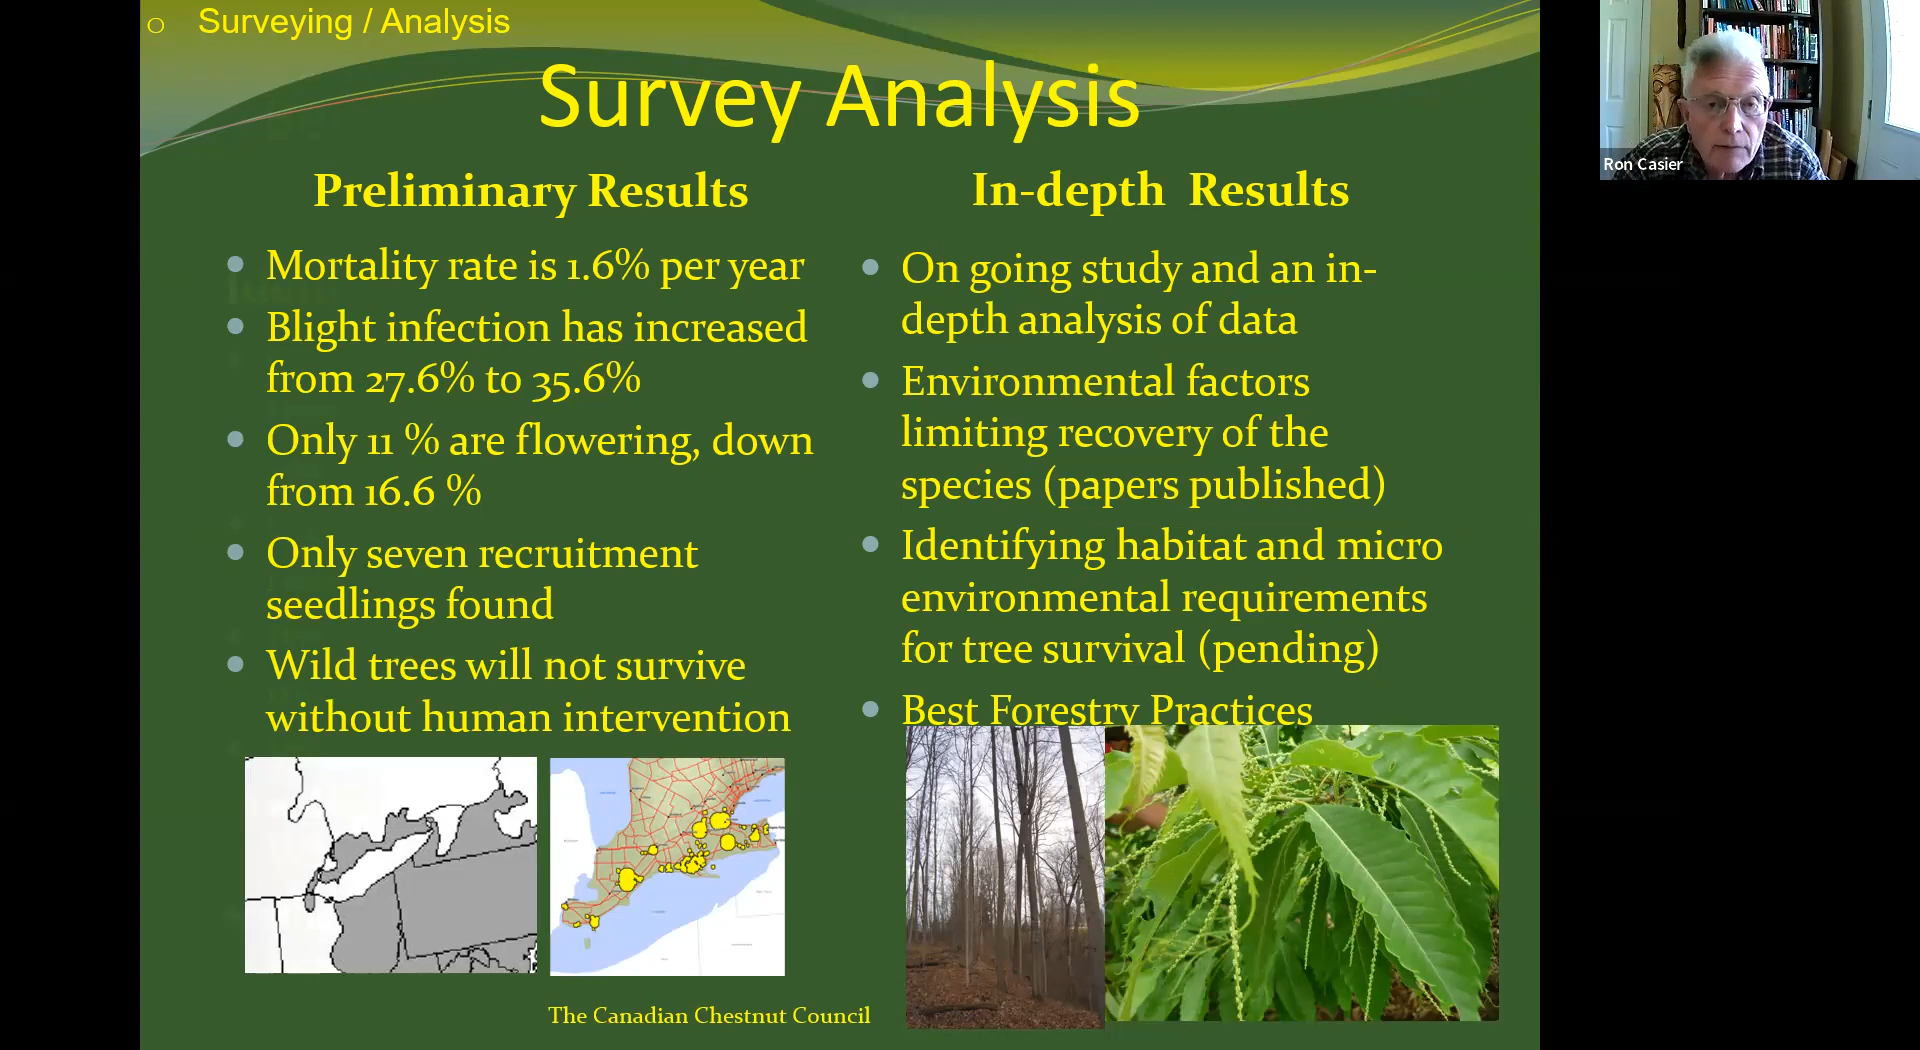 o Surveying / Analysis
Survey Analysis
Preliminary Results
• Mortality rate is 1.6% per year
• Blight infection has increased
from 27.6% to 35.6%
• Only 11 % are flowering, down
from 16.6 %
• Only seven recruitment
seedlings found
• Wild trees will not survive
without human intervention
In-depth Results
• On going study and an in-
depth analysis of data
• Environmental factors
limiting recovery of the
species (papers published)
• Identifying habitat and micro
environmental requirements
for tree survival (pending)
• Best Forestry Practices
The Canadian Chestnut Council
Ron Casier